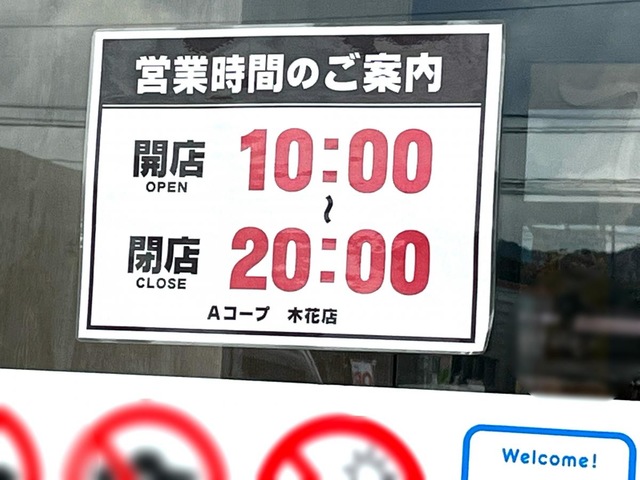 営業時間のご案内
開店 10:00
OPEN
~
閉店 20:00
CLOSE
Aコープ 木花店
Welcome!